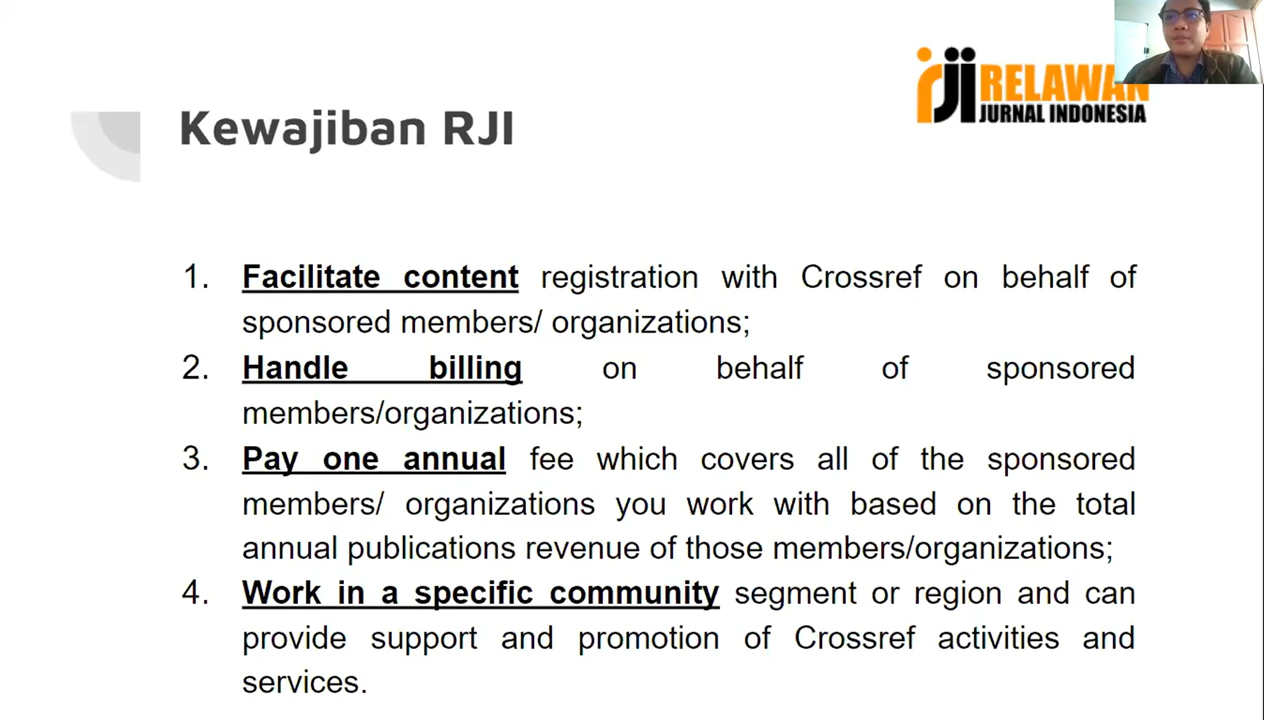 RELAWAN
JURNAL INDONESIA
Kewajiban RJI
1. Facilitate content registration with Crossref on behalf of
sponsored members/ organizations;
2. Handle billing on behalf of sponsored
members/organizations;
3. Pay one annual fee which covers all of the sponsored
members/ organizations you work with based on the total
annual publications revenue of those members/organizations;
4. Work in a specific community segment or region and can
provide support and promotion of Crossref activities and
services.